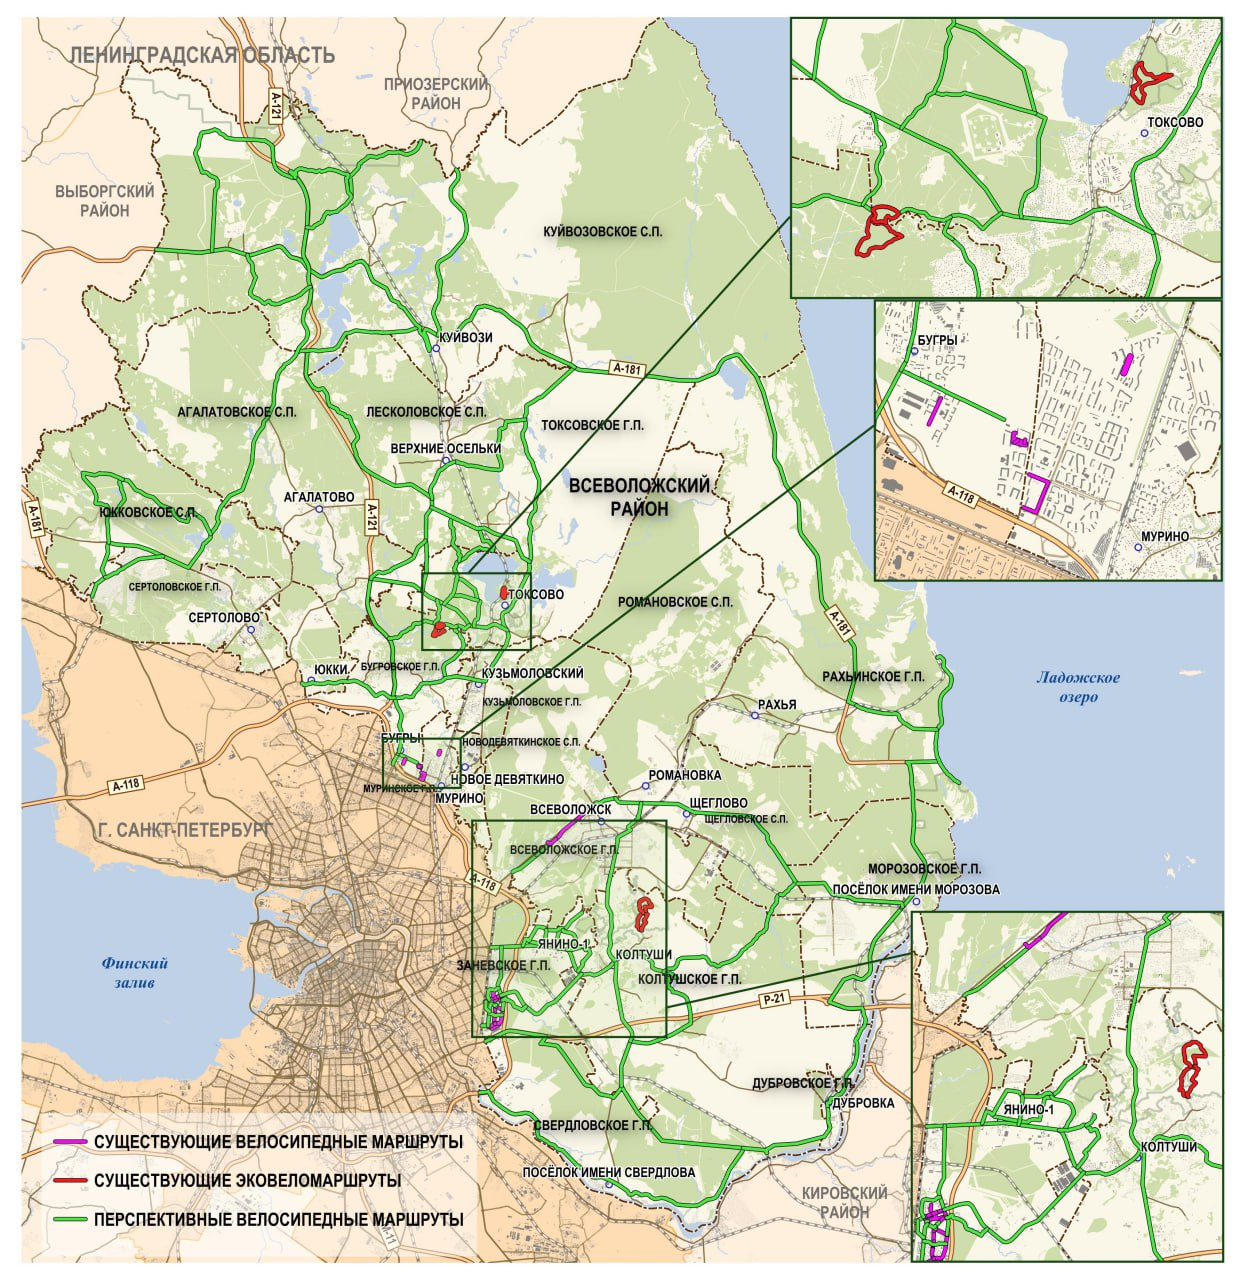 ЛЕНИНГРАДСКАЯ ОБЛАСТЬ
ПРИОЗЕРСКИЙ
РАЙОН
А-121
ВЫБОРГСКИЙ
РАЙОН
КУЙВОЗОВСКОЕ С.П.
ТОКСОВО
КУЙВОЗИ
А-181
БУГРЫ
А-118
МУРИНО
АГАЛАТОВСКОЕ С.П.
ЛЕСКОЛОВСКОЕ С.П.
ТОКСОВСКОЕ Г.П.
ВЕРХНИЕ ОСЕЛЬКИ
ВСЕВОЛОЖСКИЙ
РАЙОН
АГАЛАТОВО
ЮККОВСКОЕ С.П.
А-181
А-121
СЕРТОЛОВСКОЕ Г.П.
ТОКСОВО
РОМАНОВСКОЕ С.П.
СЕРТОЛОВО
А-181
ЮККИ
БУГРОВСКОЕ Г.П.
КУЗЬМОЛОВСКИЙ
РАХЬИНСКОЕ Г.П.
Ладожское
озеро
КУЗЬМОЛОВСКОЕ Г.П.
РАХЬЯ
БУГРЫ
НОВОДЕВЯТКИНСКОЕ С.П.
НОВОЕ ДЕВЯТКИНО
РОМАНОВКА
А-118
МУРИНСКОЕ Г.П.
МУРИНО
ВСЕВОЛОЖСК
ЩЕГЛОВО
ЩЕГЛОВСКОЕ С.П.
Г. САНКТ-ПЕТЕРБУРГ
ВСЕВОЛОЖСКОЕ Г.П.
А-118
МОРОЗОВСКОЕ Г.П.
ПОСЁЛОК ИМЕНИ МОРОЗОВА
ЯНИНО-1
КОЛТУШИ
ЗАНЕВСКОЕ Г.П.
КОЛТУШСКОЕ Г.П.
Финский
залив
Р-21
ДУБРОВСКОЕ Г.П.
ДУБРОВКА
ЯНИНО-1
КОЛТУШИ
СВЕРДЛОВСКОЕ Г.П.
ПОСЁЛОК ИМЕНИ СВЕРДЛОВА
КИРОВСКИЙ
РАЙОН
М-11
СУЩЕСТВУЮЩИЕ ВЕЛОСИПЕДНЫЕ МАРШРУТЫ
СУЩЕСТВУЮЩИЕ ЭКОВЕЛОМАРШРУТЫ
ПЕРСПЕКТИВНЫЕ ВЕЛОСИПЕДНЫЕ МАРШРУТЫ